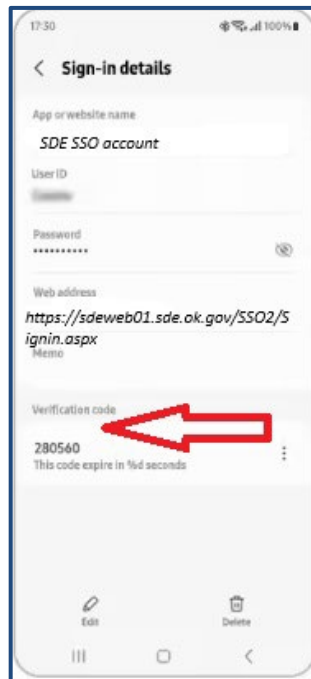 17:30 100%
Sign-in details
App or website name
SDE SSO account
User ID
Password
••••••••••
Web address
https://sdeweb01.sde.ok.gov/SSO2/S
ignin.aspx
Memo
Verification code
280560
This code expire in %d seconds
Edit Delete